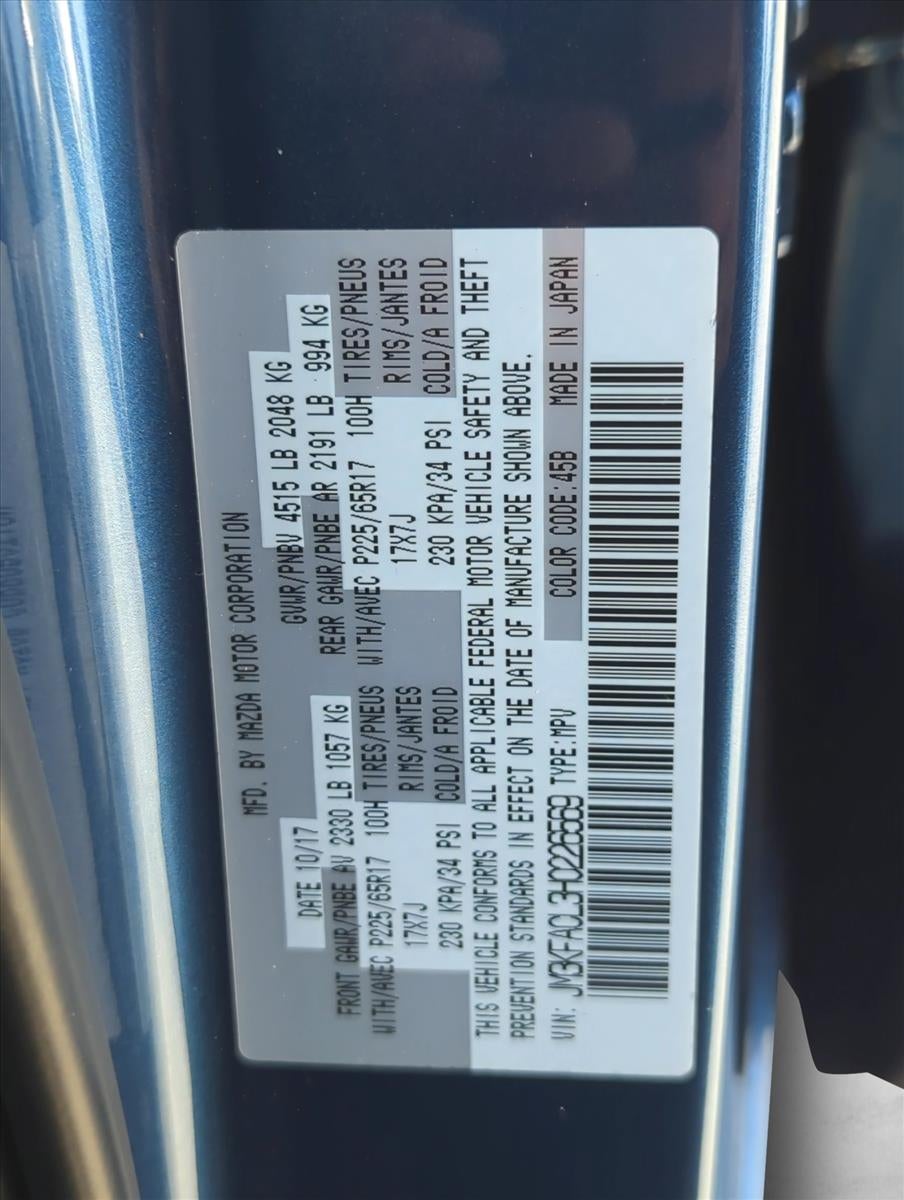 MFD. BY MAZDA MOTOR CORPORATION
DATE 10/17 GVWR/PNBV 4515 LB 2048 KG
FRONT GAWR/PNBE AV 2330 LB 1057 KG REAR GAWR/PNBE AR 2191 LB 994 KG
WITH/AVEC P225/65R17 100H TIRES/PNEUS WITH/AVEC P225/65R17 100H TIRES/PNEUS
17X7J RIMS/JANTES 17X7J RIMS/JANTES
230 KPA/34 PSI COLD/A FROID 230 KPA/34 PSI COLD/A FROID
THIS VEHICLE CONFORMS TO ALL APPLICABLE FEDERAL MOTOR VEHICLE SAFETY AND THEFT
PREVENTION STANDARDS IN EFFECT ON THE DATE OF MANUFACTURE SHOWN ABOVE.
VIN: JM3KFACL3H0226569 TYPE:MPV COLOR CODE:45B MADE IN JAPAN